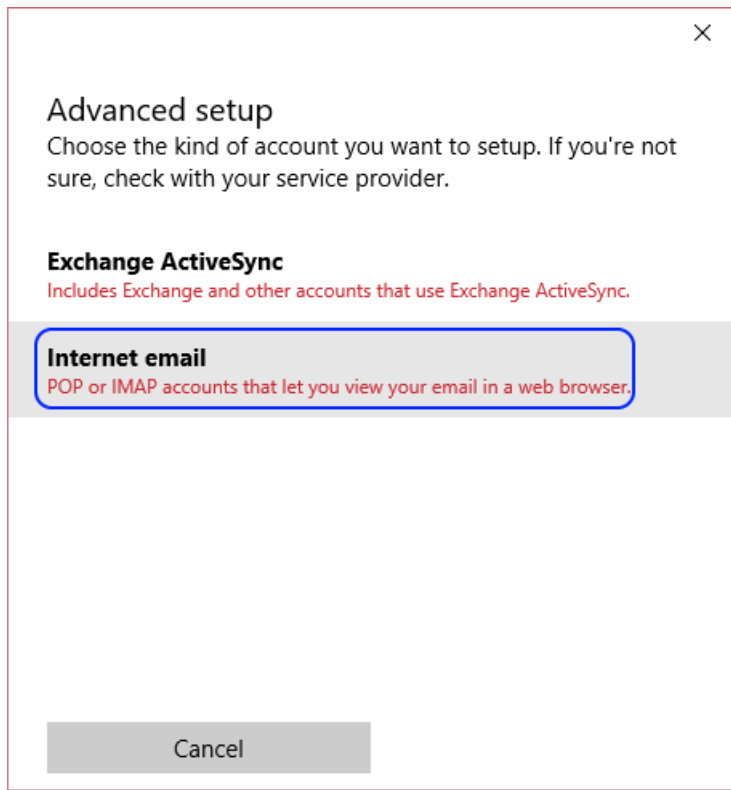 Advanced setup
Choose the kind of account you want to setup. If you're not
sure, check with your service provider.
Exchange ActiveSync
Includes Exchange and other accounts that use Exchange ActiveSync.
Internet email
POP or IMAP accounts that let you view your email in a web browser.
Cancel